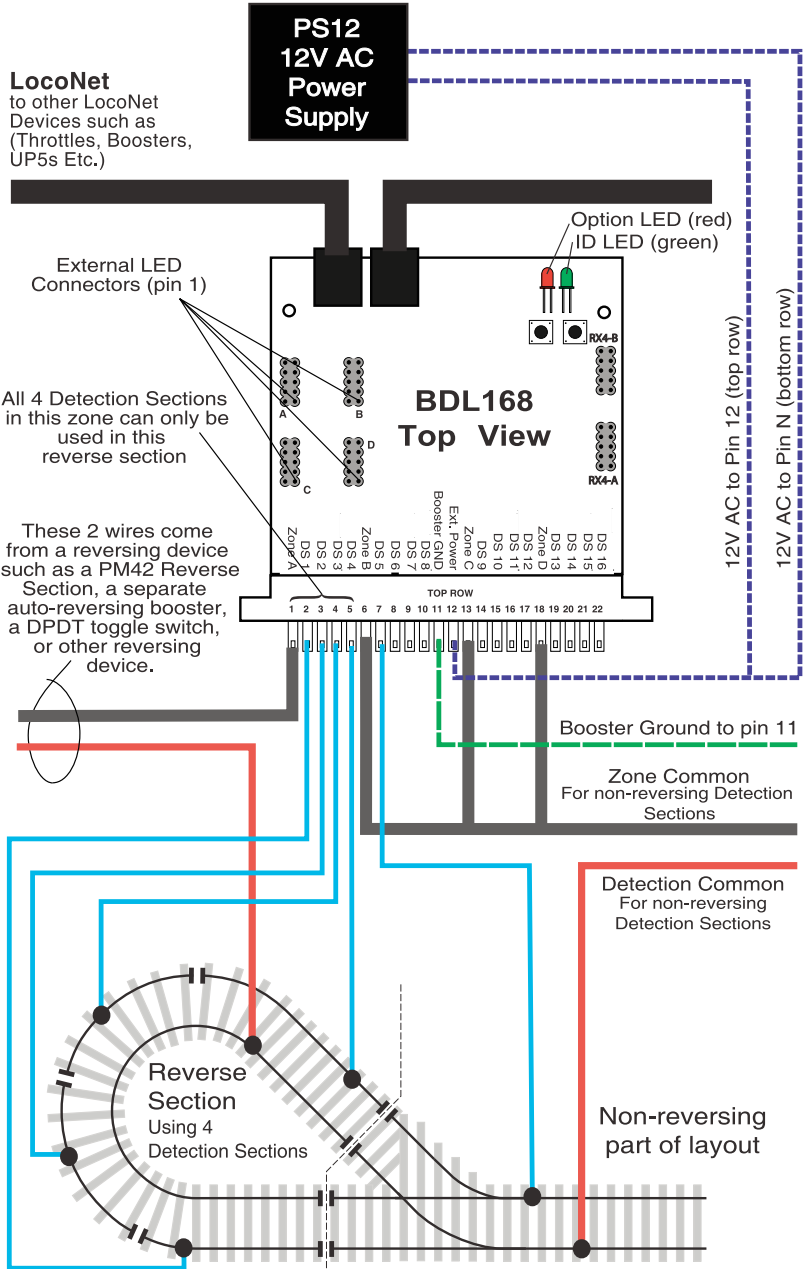 PS12
12V AC
Power
Supply
LocoNet
to other LocoNet
Devices such as
(Throttles, Boosters,
UP5s Etc.)
Option LED (red)
ID LED (green)
External LED
Connectors (pin 1)
12V AC to Pin 12 (top row)
12V AC to Pin N (bottom row)
RX4-B
A
B
All 4 Detection Sections
in this zone can only be
used in this
reverse section
BDL168
Top View
D
C
RX4-A
Zone A
DS 1
DS 2
DS 3
DS 4
Zone B
DS 5
DS 6
DS 7
DS 8
Booster GND
Ext. Power
Zone C
DS 9
DS 10
DS 11
DS 12
Zone D
DS 13
DS 14
DS 15
DS 16
These 2 wires come
from a reversing device
such as a PM42 Reverse
Section, a separate
auto-reversing booster,
a DPDT toggle switch,
or other reversing
device.
TOP ROW
1 2 3 4 5 6 7 8 9 10 11 12 13 14 15 16 17 18 19 20 21 22
Booster Ground to pin 11
Zone Common
For non-reversing Detection
Sections
Detection Common
For non-reversing
Detection Sections
Reverse
Section
Using 4
Detection Sections
Non-reversing
part of layout